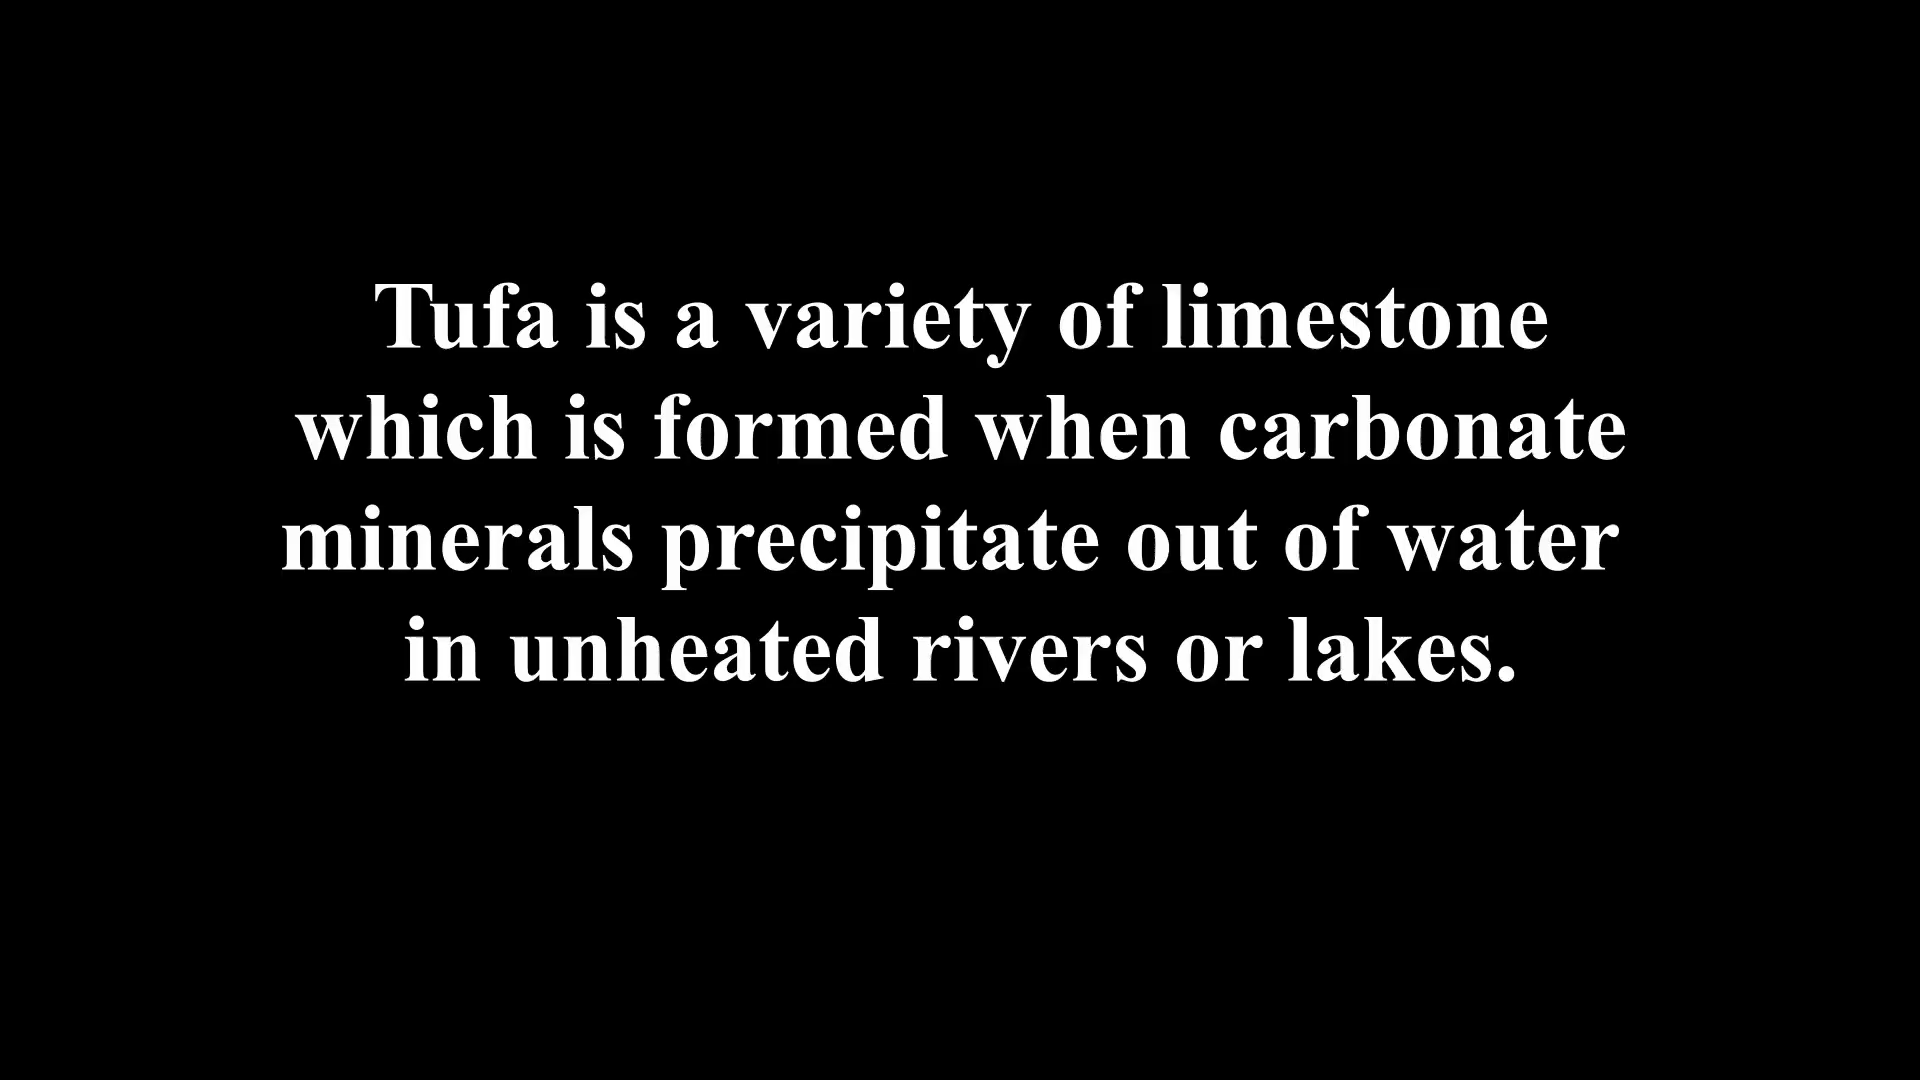 Tufa is a variety of limestone
which is formed when carbonate
minerals precipitate out of water
in unheated rivers or lakes.